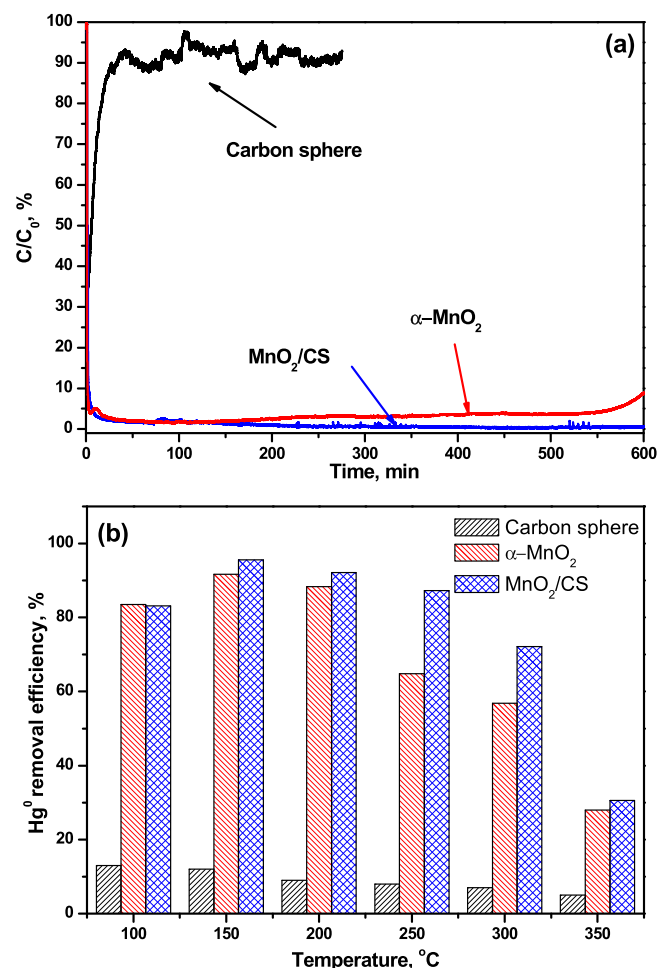 (a)
100
90
80
70
60
50
40
30
20
10
0
C/C0, %
Carbon sphere
α–MnO2
MnO2/CS
0 100 200 300 400 500 600
Time, min
(b)
Carbon sphere
α–MnO2
MnO2/CS
100
80
60
40
20
0
Hg0 removal efficiency, %
100 150 200 250 300 350
Temperature, oC